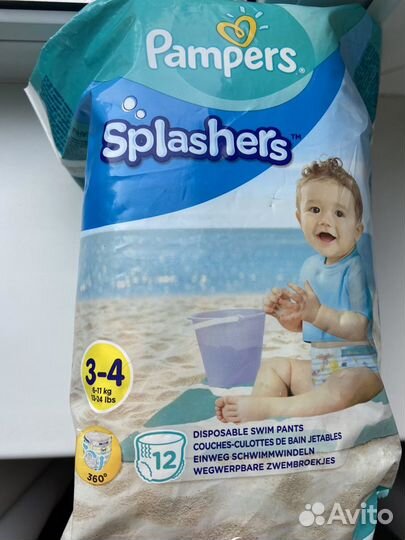 Pampers®
Splashers™
3-4
6-11 kg
13-24 lbs
360°
12
DISPOSABLE SWIM PANTS
COUCHES-CULOTTES DE BAIN JETABLES
EINWEG SCHWIMMWINDELN
WEGWERPBARE ZWEMBROEKJES
Avito